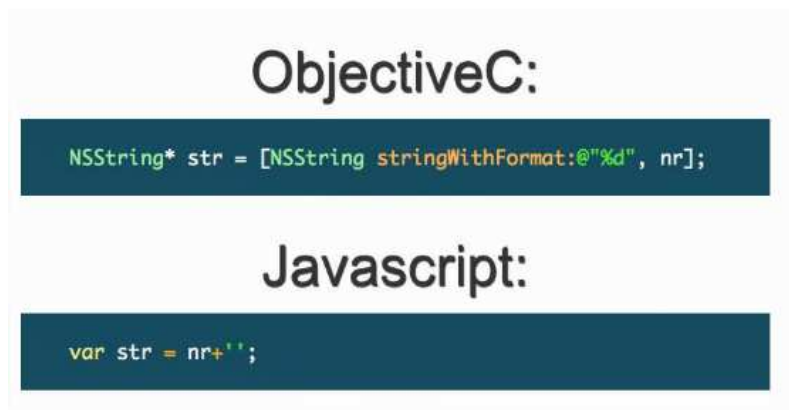 ObjectiveC:
NSString* str = [NSString stringWithFormat:@"%d", nr];
Javascript:
var str = nr+'';